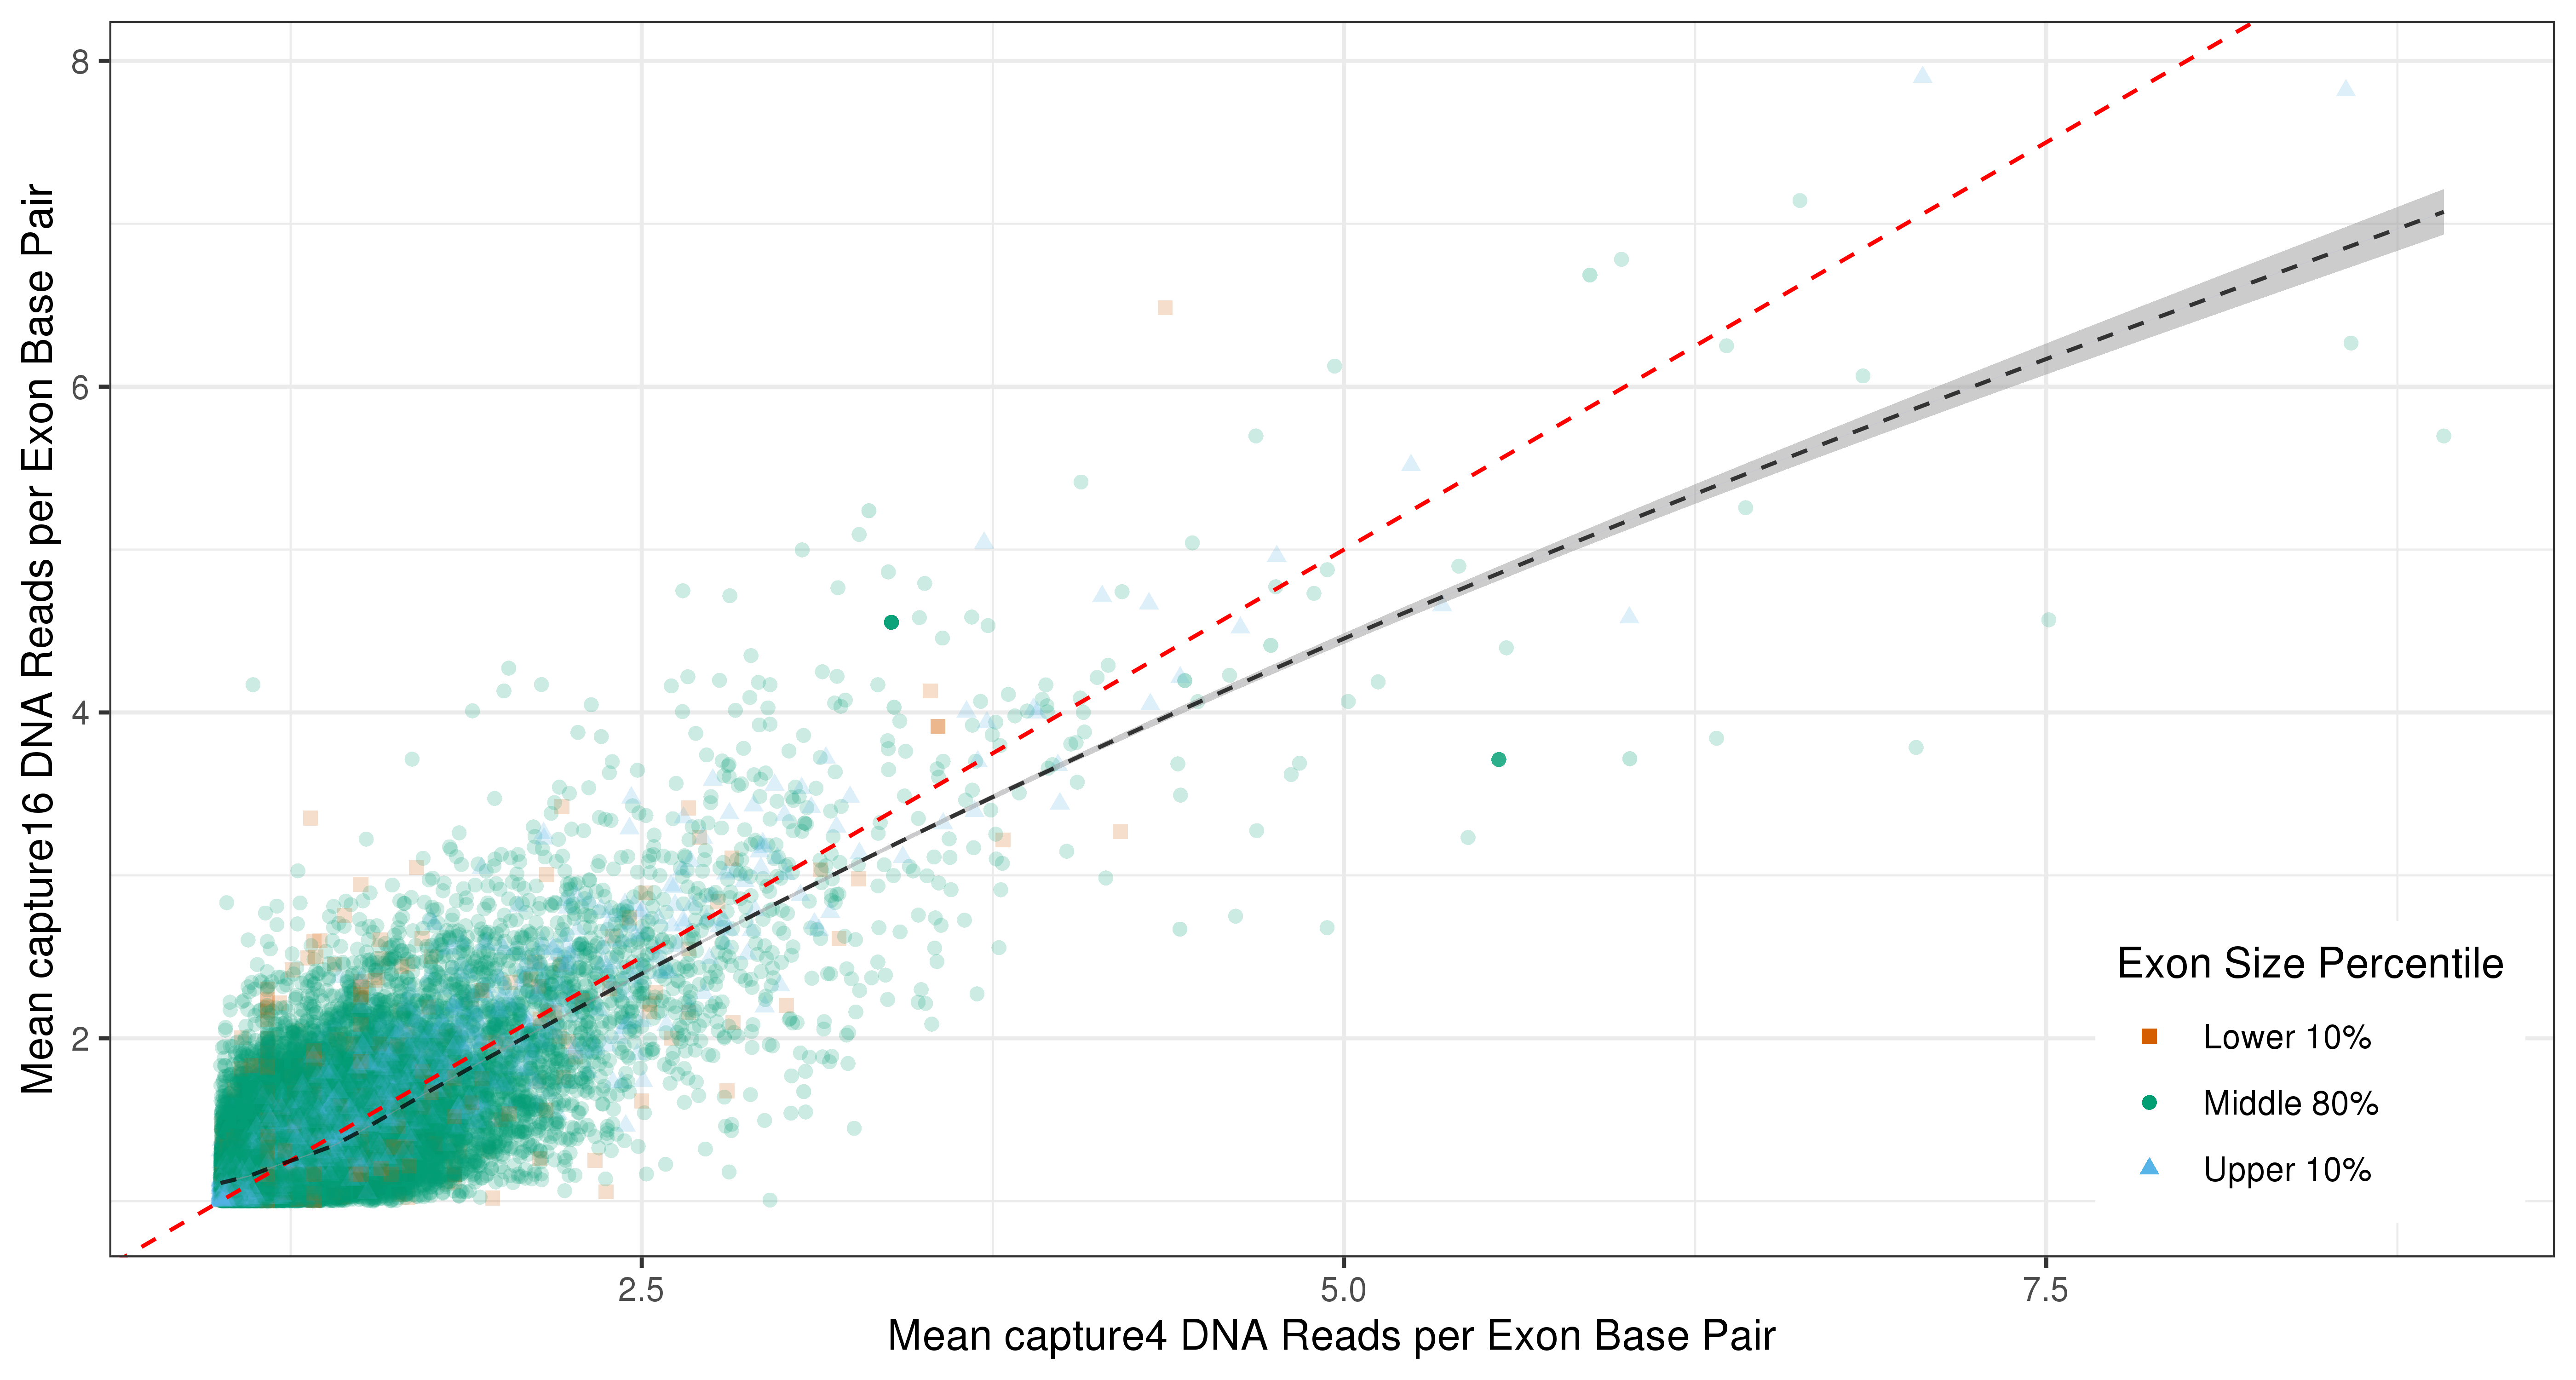 Mean capture16 DNA Reads per Exon Base Pair
8
6
4
2
2.5
5.0
7.5
Mean capture4 DNA Reads per Exon Base Pair
Exon Size Percentile
Lower 10%
Middle 80%
Upper 10%